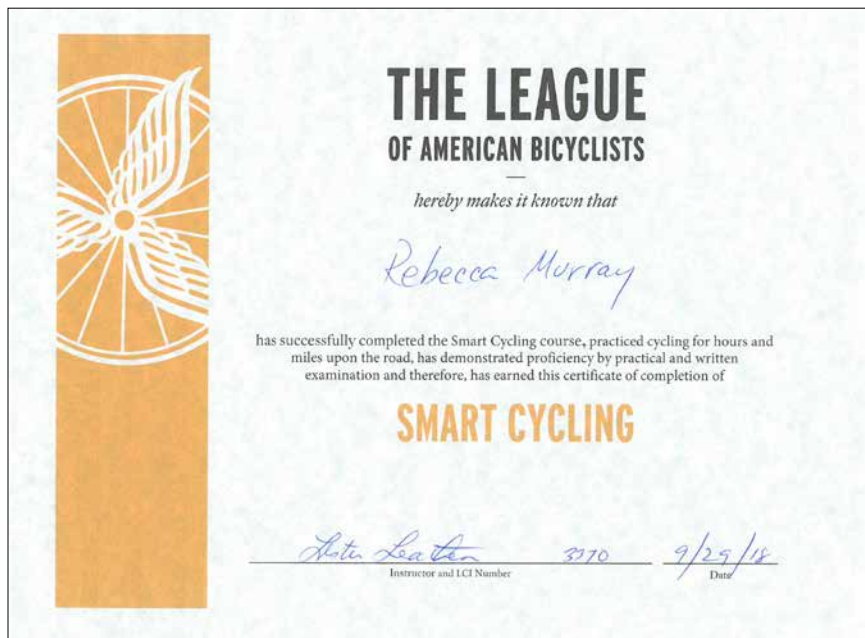 THE LEAGUE
OF AMERICAN BICYCLISTS
hereby makes it known that
Rebecca Murray
has successfully completed the Smart Cycling course, practiced cycling for hours and
miles upon the road, has demonstrated proficiency by practical and written
examination and therefore, has earned this certificate of completion of
SMART CYCLING
3770 9/29/18
Instructor and LCI Number Date